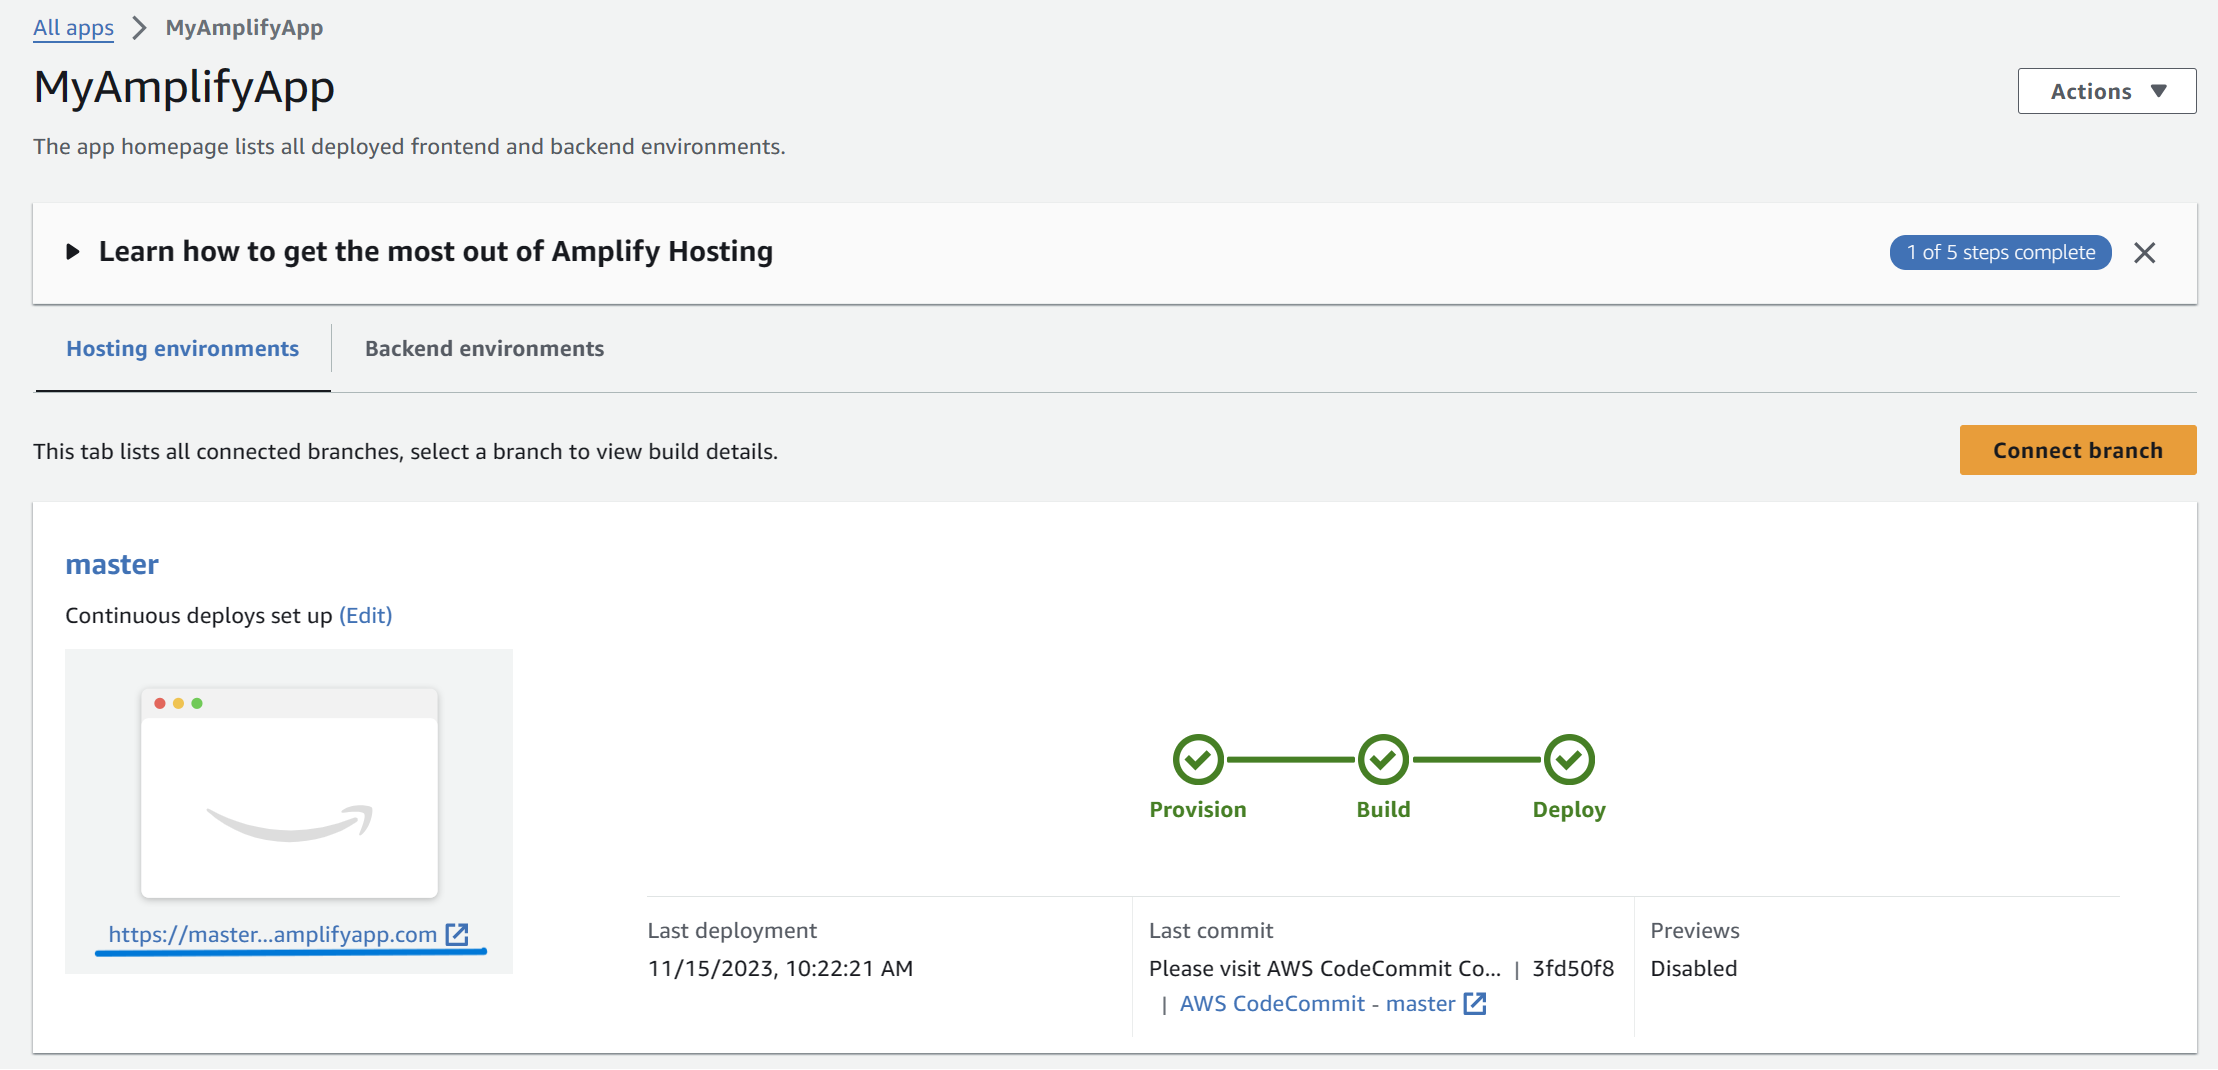 All apps > MyAmplifyApp
MyAmplifyApp
Actions ▼
The app homepage lists all deployed frontend and backend environments.
Learn how to get the most out of Amplify Hosting
1 of 5 steps complete
Hosting environments
Backend environments
This tab lists all connected branches, select a branch to view build details.
Connect branch
master
Continuous deploys set up (Edit)
https://master...amplifyapp.com
Provision
Build
Deploy
Last deployment
11/15/2023, 10:22:21 AM
Last commit
Please visit AWS CodeCommit Co... | 3fd50f8
| AWS CodeCommit - master
Previews
Disabled